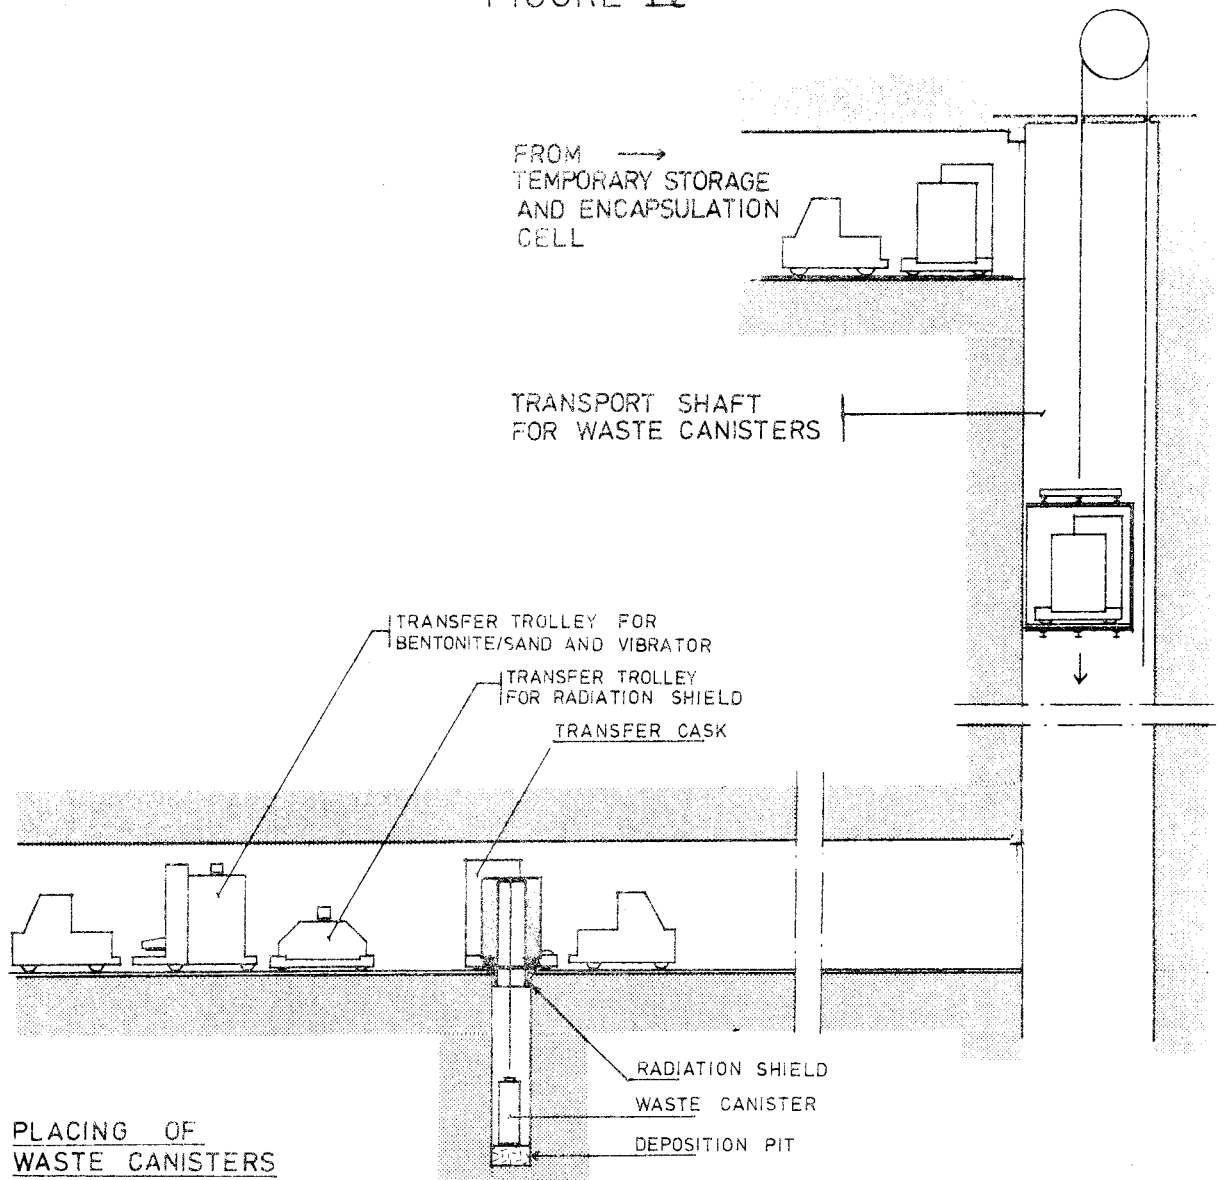 FIGURE
FROM →
TEMPORARY STORAGE
AND ENCAPSULATION
CELL
TRANSPORT SHAFT
FOR WASTE CANISTERS
TRANSFER TROLLEY FOR
BENTONITE/SAND AND VIBRATOR
TRANSFER TROLLEY
FOR RADIATION SHIELD
TRANSFER CASK
RADIATION SHIELD
WASTE CANISTER
DEPOSITION PIT
PLACING OF
WASTE CANISTERS